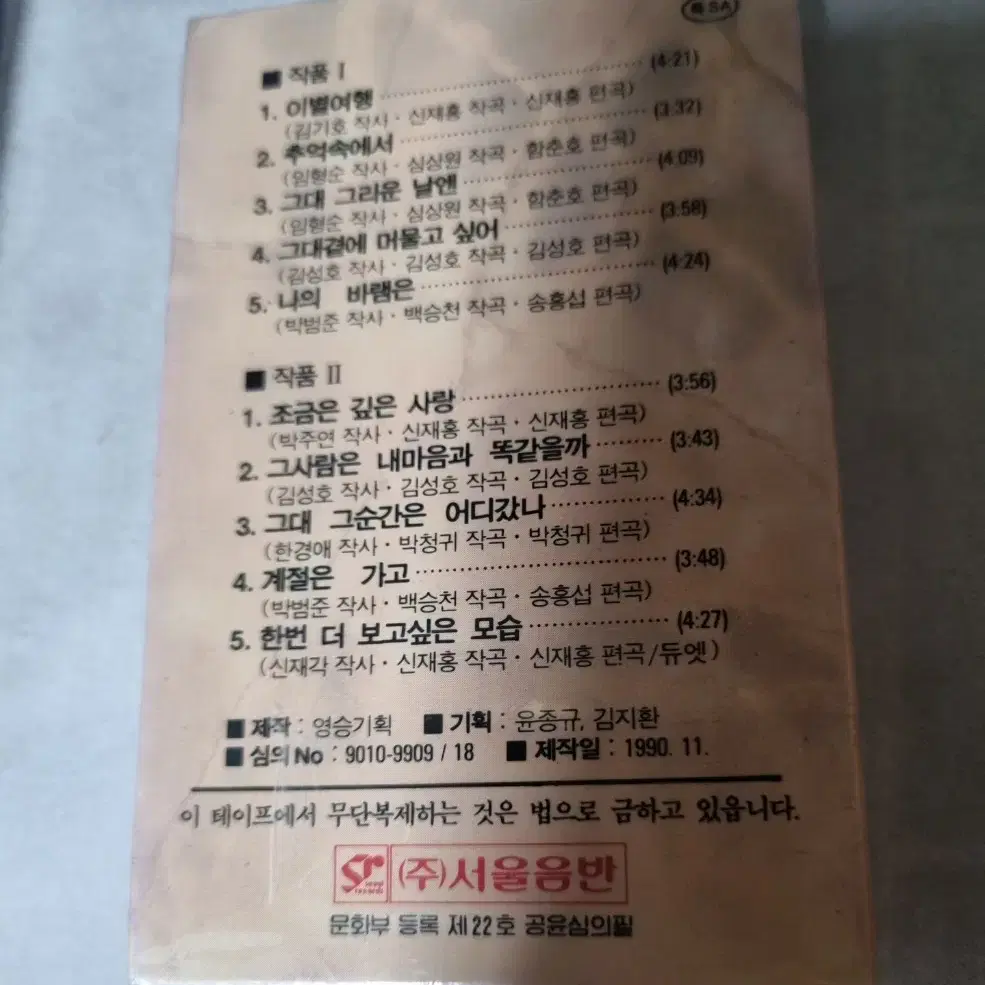 특 SA
■ 작품 Ⅰ
1. 이별여행 (4:21)
(김기호 작사 · 신재홍 작곡 · 신재홍 편곡)
2. 추억속에서 (3:32)
(임형순 작사 · 심상원 작곡 · 함춘호 편곡)
3. 그대 그리운 날엔 (4:09)
(임형순 작사 · 심상원 작곡 · 함춘호 편곡)
4. 그대곁에 머물고 싶어 (3:58)
(김성호 작사 · 김성호 작곡 · 김성호 편곡)
5. 나의 바램은 (4:24)
(박범준 작사 · 백승천 작곡 · 송홍섭 편곡)
■ 작품 Ⅱ
1. 조금은 깊은 사랑 (3:56)
(박주연 작사 · 신재홍 작곡 · 신재홍 편곡)
2. 그사람은 내마음과 똑같을까 (3:43)
(김성호 작사 · 김성호 작곡 · 김성호 편곡)
3. 그대 그순간은 어디갔나 (4:34)
(한경애 작사 · 박청귀 작곡 · 박청귀 편곡)
4. 계절은 가고 (3:48)
(박범준 작사 · 백승천 작곡 · 송홍섭 편곡)
5. 한번 더 보고싶은 모습 (4:27)
(신재각 작사 · 신재홍 작곡 · 신재홍 편곡/듀엣)
■ 제작 : 영승기획 ■ 기획 : 윤종규, 김지환
■ 심의 No : 9010-9909 / 18 ■ 제작일 : 1990. 11.
이 테이프에서 무단복제하는 것은 법으로 금하고 있읍니다.
(주)서울음반
문화부 등록 제22호 공윤심의필